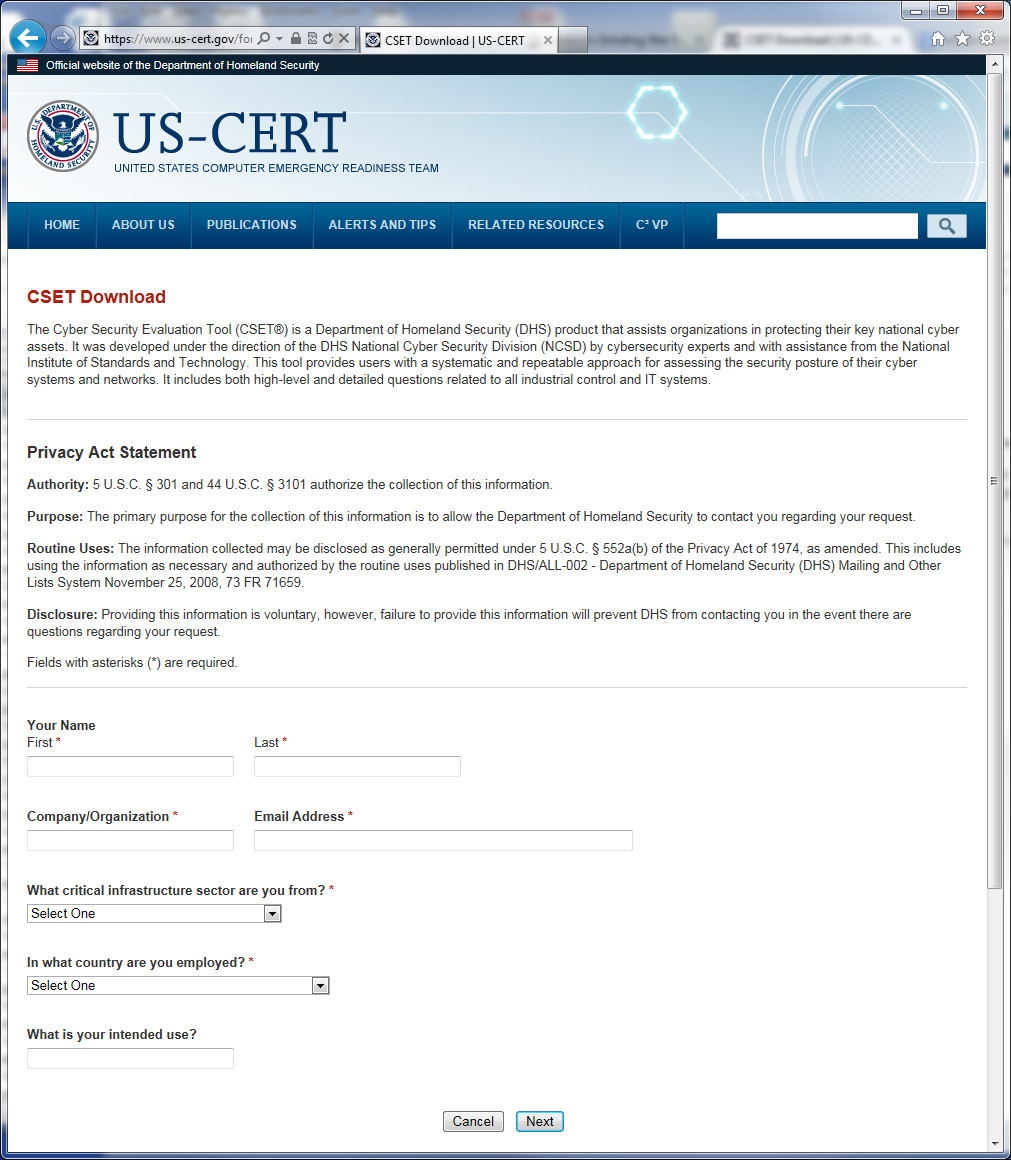 https://www.us-cert.gov/for
CSET Download | US-CERT
CSET Download | US-C
Official website of the Department of Homeland Security
U.S. DEPARTMENT OF HOMELAND SECURITY
US-CERT
UNITED STATES COMPUTER EMERGENCY READINESS TEAM
HOME ABOUT US PUBLICATIONS ALERTS AND TIPS RELATED RESOURCES C³ VP
CSET Download
The Cyber Security Evaluation Tool (CSET®) is a Department of Homeland Security (DHS) product that assists organizations in protecting their key national cyber
assets. It was developed under the direction of the DHS National Cyber Security Division (NCSD) by cybersecurity experts and with assistance from the National
Institute of Standards and Technology. This tool provides users with a systematic and repeatable approach for assessing the security posture of their cyber
systems and networks. It includes both high-level and detailed questions related to all industrial control and IT systems.
Privacy Act Statement
Authority: 5 U.S.C. § 301 and 44 U.S.C. § 3101 authorize the collection of this information.
Purpose: The primary purpose for the collection of this information is to allow the Department of Homeland Security to contact you regarding your request.
Routine Uses: The information collected may be disclosed as generally permitted under 5 U.S.C. § 552a(b) of the Privacy Act of 1974, as amended. This includes
using the information as necessary and authorized by the routine uses published in DHS/ALL-002 - Department of Homeland Security (DHS) Mailing and Other
Lists System November 25, 2008, 73 FR 71659.
Disclosure: Providing this information is voluntary, however, failure to provide this information will prevent DHS from contacting you in the event there are
questions regarding your request.
Fields with asterisks (*) are required.
Your Name
First * Last *
Company/Organization * Email Address *
What critical infrastructure sector are you from? *
Select One
In what country are you employed? *
Select One
What is your intended use?
Cancel Next